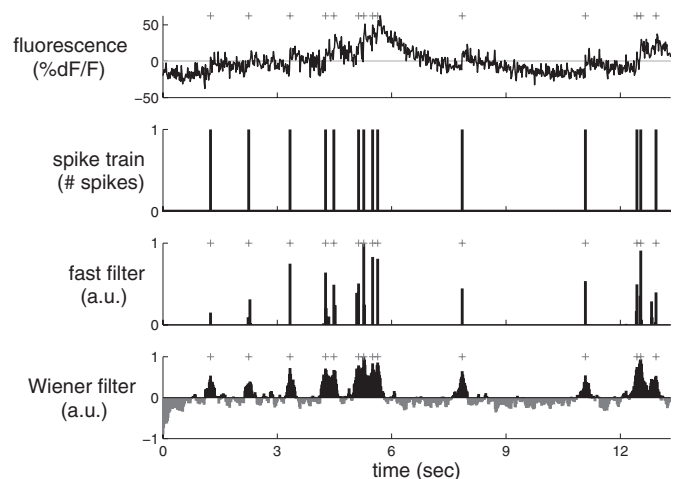 fluorescence
(%dF/F)
50
0
−50
spike train
(# spikes)
1
0
fast filter
(a.u.)
1
0
Wiener filter
(a.u.)
1
0
−1
0 3 6 9 12
time (sec)